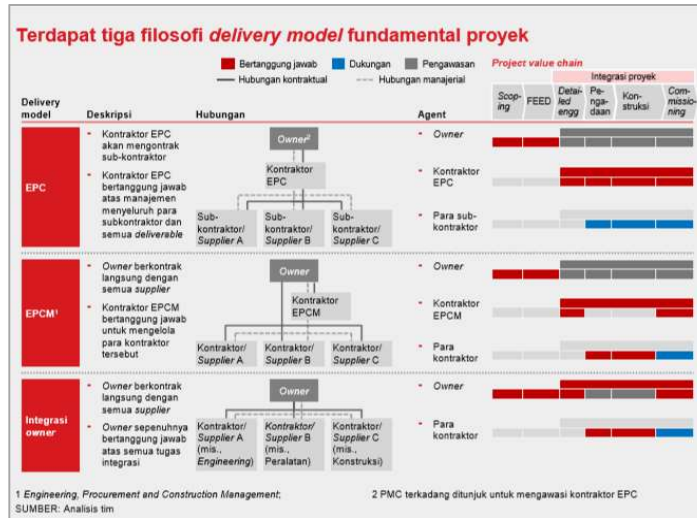 Terdapat tiga filosofi delivery model fundamental proyek
Bertanggung jawab
Dukungan
Pengawasan
Hubungan kontraktual
Hubungan manajerial
Project value chain
Integrasi proyek
Scop-
ing
FEED
Detai-
led
engg
Pe-
nga-
daan
Kon-
struksi
Com-
missio-
ning
Delivery
model
Deskripsi
Hubungan
Agent
EPC
- Kontraktor EPC
akan mengontrak
sub-kontraktor
- Kontraktor EPC
bertanggung jawab
atas manajemen
menyeluruh para
subkontraktor dan
semua deliverable
Owner2
Kontraktor
EPC
Sub-
kontraktor/
Supplier A
Sub-
kontraktor/
Supplier B
Sub-
kontraktor/
Supplier C
- Owner
- Kontraktor
EPC
- Para sub-
kontraktor
EPCM1
- Owner berkontrak
langsung dengan
semua supplier
- Kontraktor EPCM
bertanggung jawab
untuk mengelola
para kontraktor
tersebut
Owner
Kontraktor
EPCM
Kontraktor/
Supplier A
Kontraktor/
Supplier B
Kontraktor/
Supplier C
- Owner
- Kontraktor
EPCM
- Para
kontraktor
Integrasi
owner
- Owner berkontrak
langsung dengan
semua supplier
- Owner sepenuhnya
bertanggung jawab
atas semua tugas
integrasi
Owner
Kontraktor/
Supplier A
(mis.,
Engineering)
Kontraktor/
Supplier B
(mis.,
Peralatan)
Kontraktor/
Supplier C
(mis.,
Konstruksi)
- Owner
- Para
kontraktor
1 Engineering, Procurement and Construction Management;
2 PMC terkadang ditunjuk untuk mengawasi kontraktor EPC
SUMBER: Analisis tim